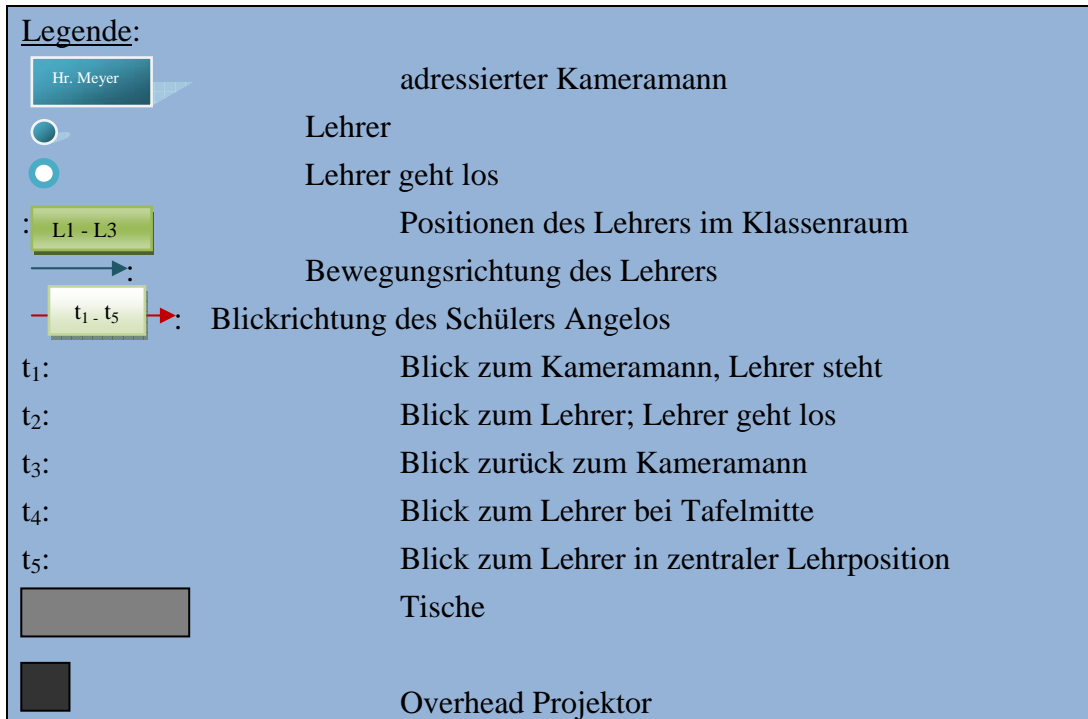 Legende:
Hr. Meyer adressierter Kameramann
Lehrer
Lehrer geht los
: L1 - L3 Positionen des Lehrers im Klassenraum
: Bewegungsrichtung des Lehrers
t1 - t5 : Blickrichtung des Schülers Angelos
t1: Blick zum Kameramann, Lehrer steht
t2: Blick zum Lehrer; Lehrer geht los
t3: Blick zurück zum Kameramann
t4: Blick zum Lehrer bei Tafelmitte
t5: Blick zum Lehrer in zentraler Lehrposition
Tische
Overhead Projektor